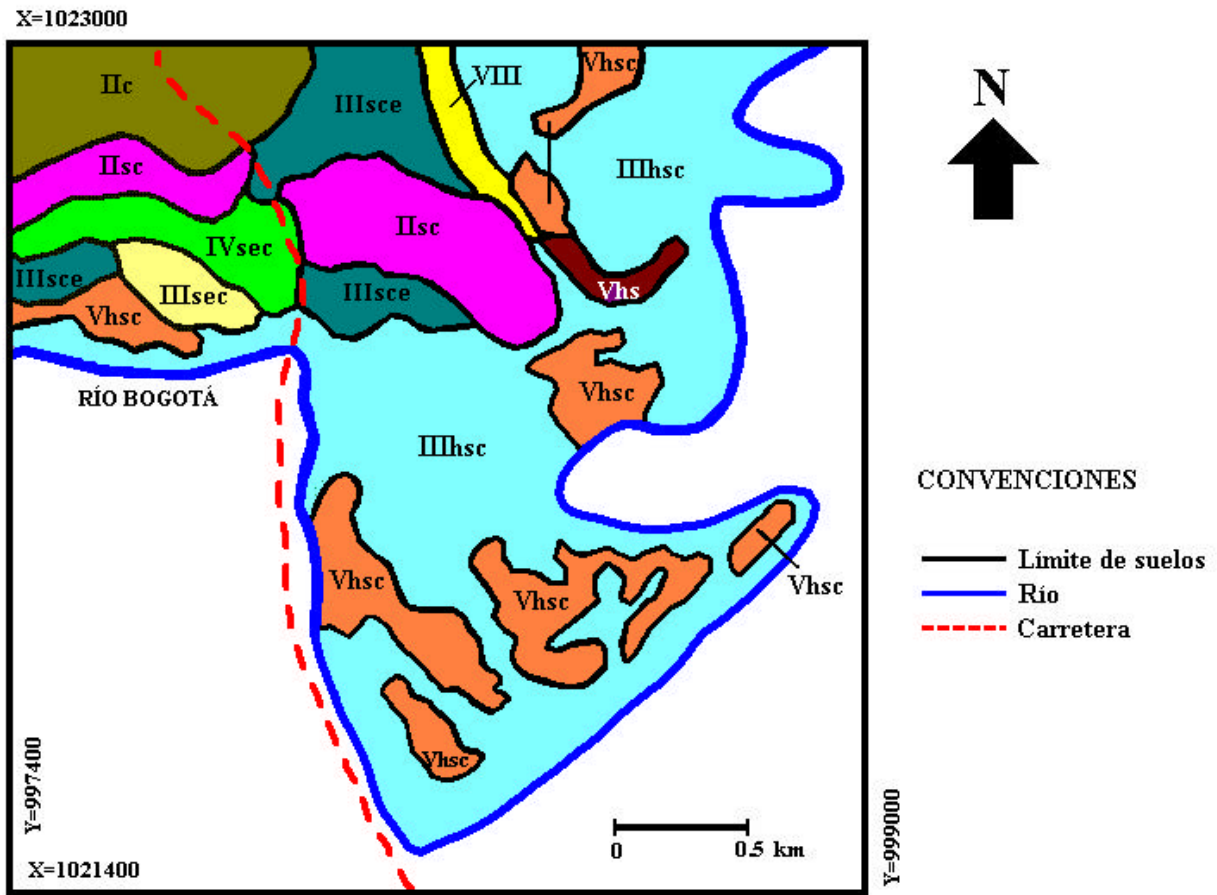 X=1023000
IIc
IIIsce
VIII
Vhsc
IIsc
IIIhsc
IVsec
IIsc
IIIsce
IIIsec
IIIsce
Vhs
Vhsc
Vhsc
RÍO BOGOTÁ
IIIhsc
Vhsc
Vhsc
Vhsc
Vhsc
Y=997400
X=1021400
0 0.5 km
Y=999000
N
CONVENCIONES
Límite de suelos
Río
Carretera